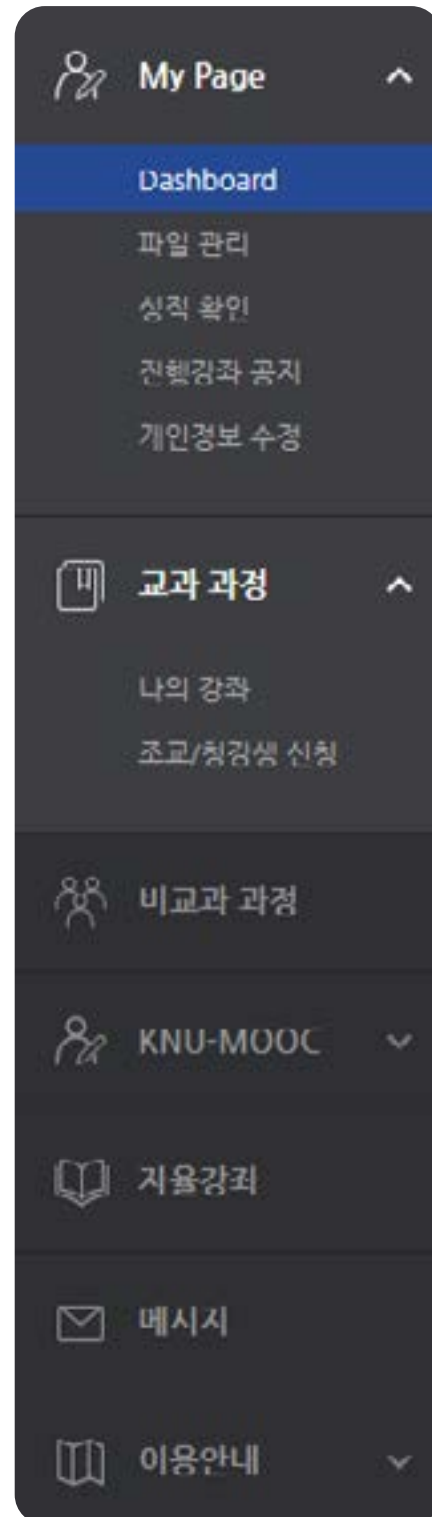 My Page
Dashboard
파일 관리
성적 확인
진행강좌 공지
개인정보 수정
교과 과정
나의 강좌
조교/청강생 신청
비교과 과정
KNU-MOOC
자율강좌
메시지
이용안내